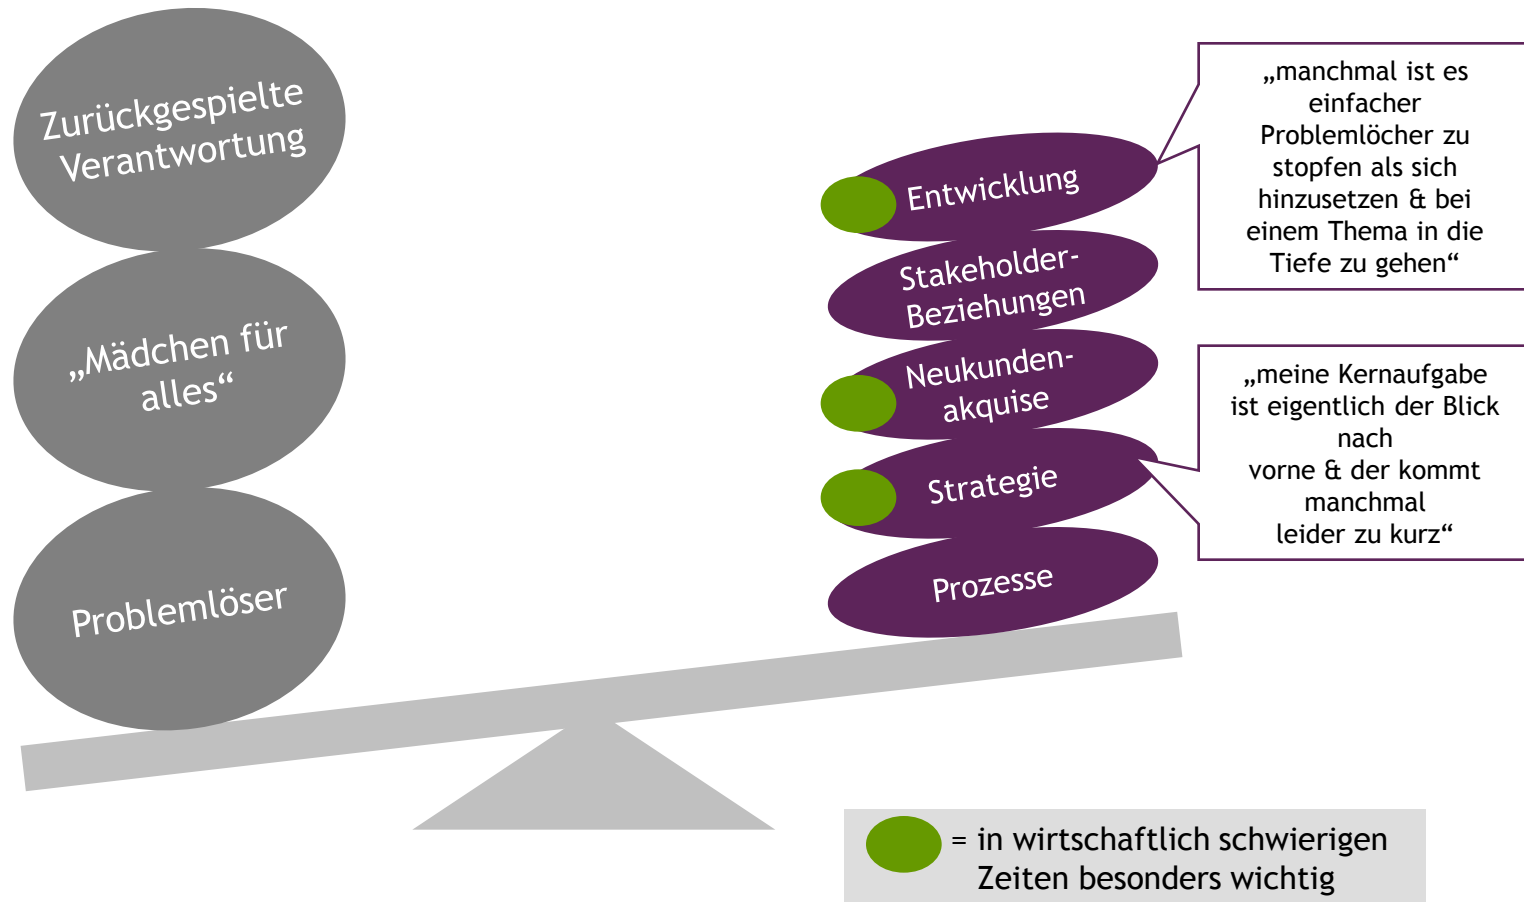 Zurückgespielte
Verantwortung
„Mädchen für
alles“
Problemlöser
Entwicklung
Stakeholder-
Beziehungen
Neukunden-
akquise
Strategie
Prozesse
„manchmal ist es
einfacher
Problemlöcher zu
stopfen als sich
hinzusetzen & bei
einem Thema in die
Tiefe zu gehen“
„meine Kernaufgabe
ist eigentlich der Blick
nach
vorne & der kommt
manchmal
leider zu kurz“
= in wirtschaftlich schwierigen
Zeiten besonders wichtig